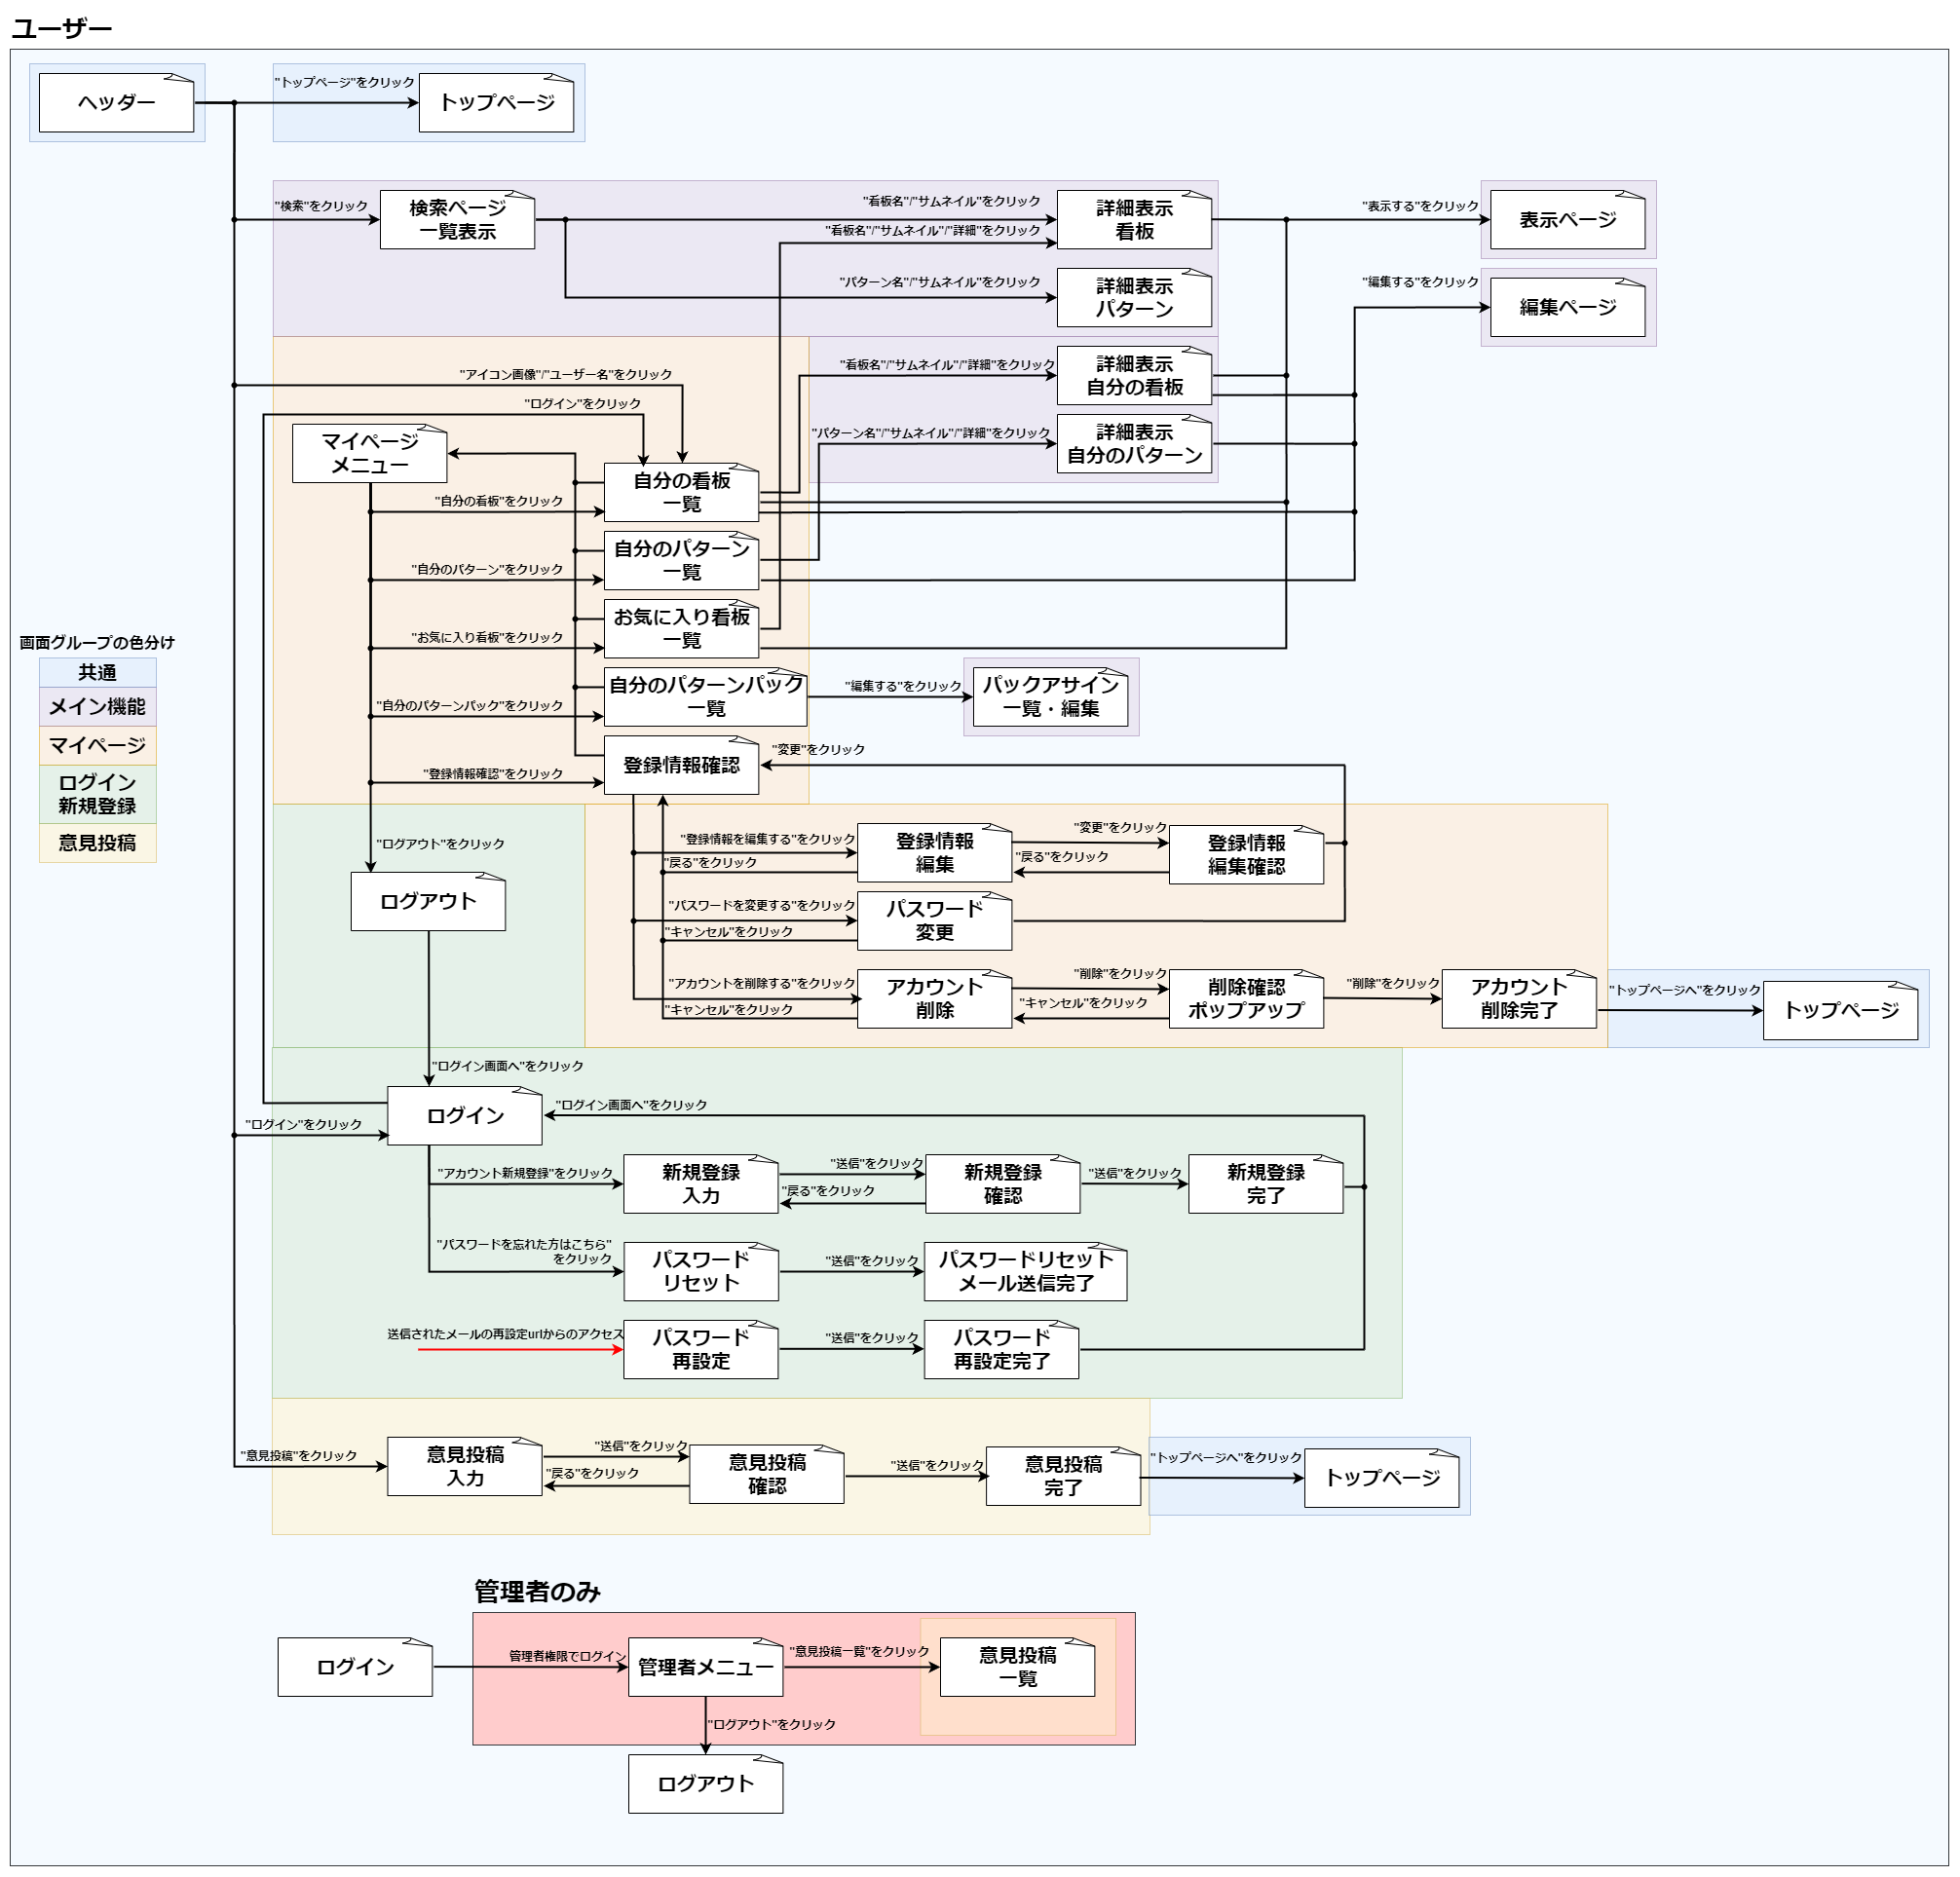 ユーザー
ヘッダー
"トップページ"をクリック
トップページ
"検索"をクリック
検索ページ
一覧表示
"看板名"/"サムネイル"をクリック
"看板名"/"サムネイル"/"詳細"をクリック
詳細表示
看板
"表示する"をクリック
表示ページ
"パターン名"/"サムネイル"をクリック
詳細表示
パターン
"編集する"をクリック
編集ページ
"アイコン画像"/"ユーザー名"をクリック
"ログイン"をクリック
"看板名"/"サムネイル"/"詳細"をクリック
詳細表示
自分の看板
"パターン名"/"サムネイル"/"詳細"をクリック
詳細表示
自分のパターン
マイページ
メニュー
"自分の看板"をクリック
自分の看板
一覧
"自分のパターン"をクリック
自分のパターン
一覧
"お気に入り看板"をクリック
お気に入り看板
一覧
"自分のパターンパック"をクリック
自分のパターンパック
一覧
"編集する"をクリック
パックアサイン
一覧・編集
"登録情報確認"をクリック
登録情報確認
"変更"をクリック
画面グループの色分け
共通
メイン機能
マイページ
ログイン
新規登録
意見投稿
"ログアウト"をクリック
ログアウト
"登録情報を編集する"をクリック
"戻る"をクリック
登録情報
編集
"変更"をクリック
"戻る"をクリック
登録情報
編集確認
"パスワードを変更する"をクリック
"キャンセル"をクリック
パスワード
変更
"アカウントを削除する"をクリック
"キャンセル"をクリック
アカウント
削除
"削除"をクリック
"キャンセル"をクリック
削除確認
ポップアップ
"削除"をクリック
アカウント
削除完了
"トップページへ"をクリック
トップページ
"ログイン画面へ"をクリック
"ログイン"をクリック
ログイン
"ログイン画面へ"をクリック
"アカウント新規登録"をクリック
新規登録
入力
"送信"をクリック
"戻る"をクリック
新規登録
確認
"送信"をクリック
新規登録
完了
"パスワードを忘れた方はこちら"
をクリック
パスワード
リセット
"送信"をクリック
パスワードリセット
メール送信完了
送信されたメールの再設定urlからのアクセス
パスワード
再設定
"送信"をクリック
パスワード
再設定完了
"意見投稿"をクリック
意見投稿
入力
"送信"をクリック
"戻る"をクリック
意見投稿
確認
"送信"をクリック
意見投稿
完了
"トップページへ"をクリック
トップページ
管理者のみ
ログイン
管理者権限でログイン
管理者メニュー
"意見投稿一覧"をクリック
意見投稿
一覧
"ログアウト"をクリック
ログアウト